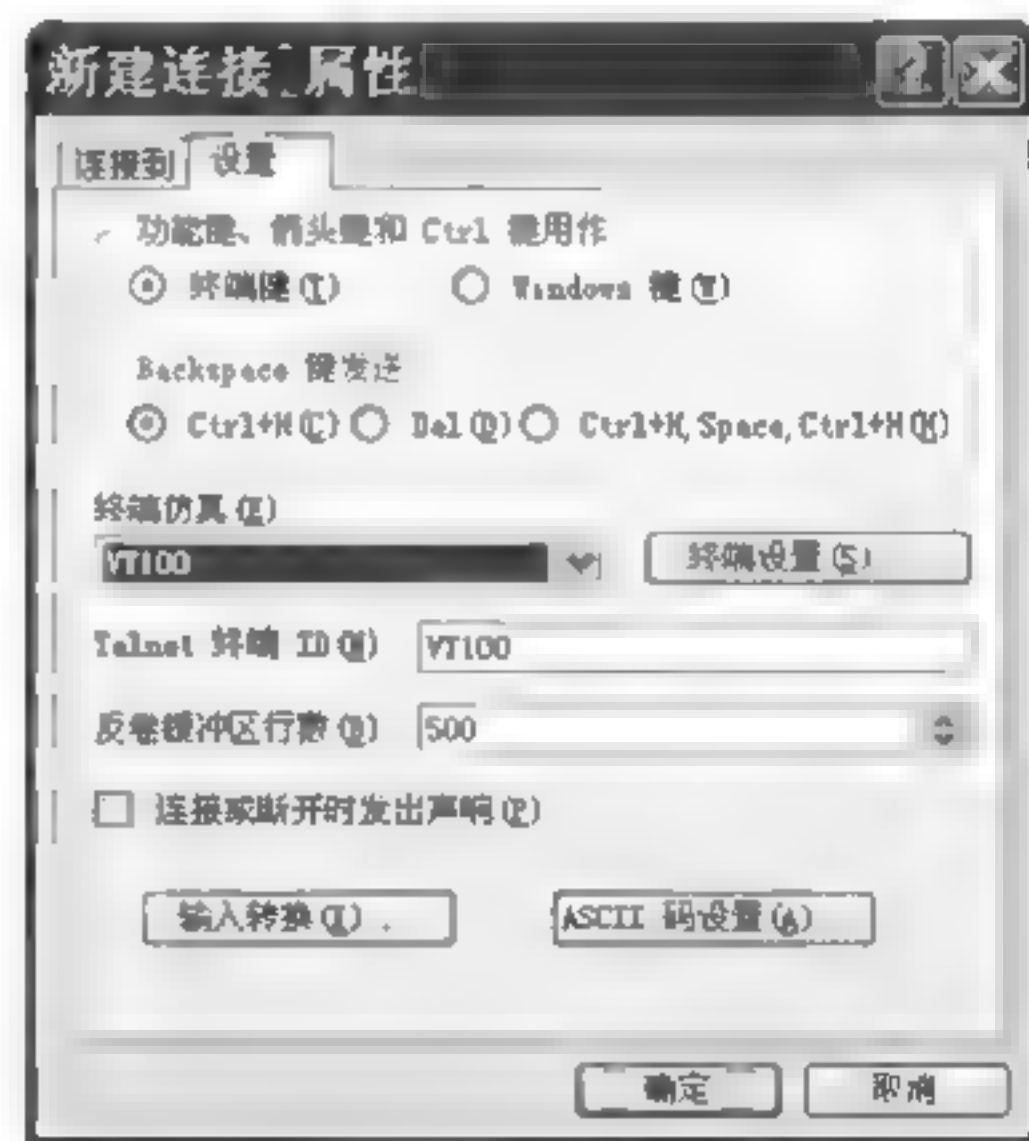 新建连接 属性
连接到 设置
功能键、箭头键和 Ctrl 键用作
终端键(T) Windows 键(W)
Backspace 键发送
Ctrl+H(C) Del(D) Ctrl+H,Space,Ctrl+H(H)
终端仿真(E)
VT100 终端设置(S)
Telnet 终端 ID(N) VT100
反卷缓冲区行数(B) 500
连接或断开时发出声响(P)
输入转换(I). ASCII 码设置(A)
确定 取消